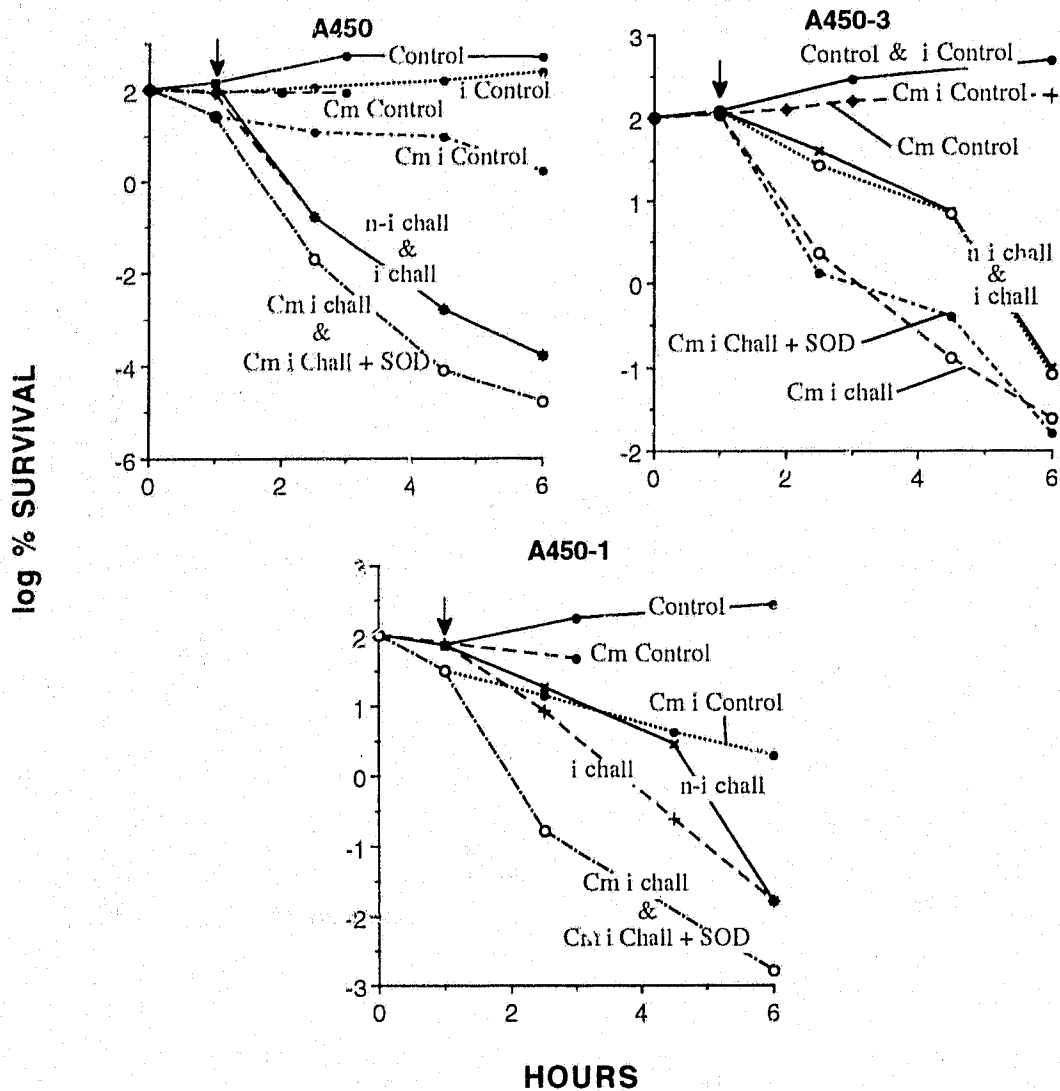 A450
2
0
-2
-4
-6
0
2
4
6
Control
i Control
Cm Control
Cm i Control
n-i chall
&
i chall
Cm i chall
&
Cm i Chall + SOD
A450-3
3
2
1
0
-1
-2
0
2
4
6
Control & i Control
Cm i Control
Cm Control
n i chall
&
i chall
Cm i Chall + SOD
Cm i chall
log % SURVIVAL
A450-1
2
1
0
-1
-2
-3
0
2
4
6
Control
Cm Control
Cm i Control
i chall
n-i chall
Cm i chall
&
Cm i Chall + SOD
HOURS